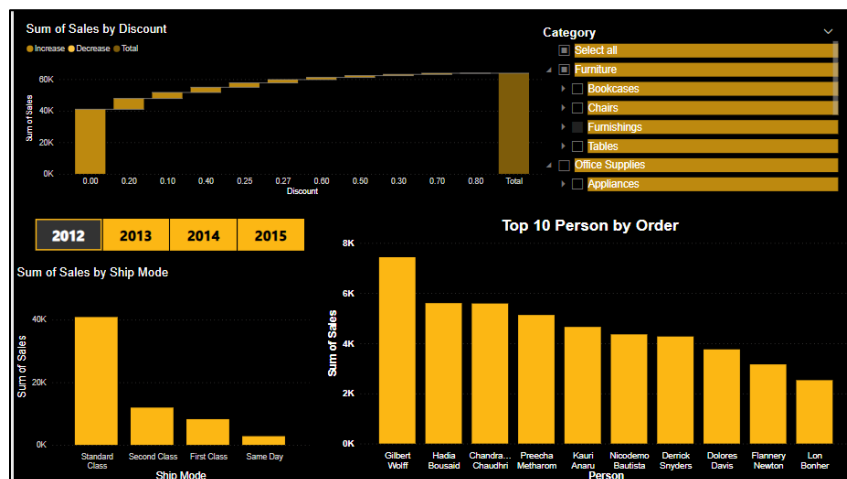 Sum of Sales by Discount
Increase Decrease Total
60K
40K
20K
0K
Sum of Sales
0.00 0.20 0.10 0.40 0.25 0.27 0.60 0.50 0.30 0.70 0.80 Total
Discount
Category
Select all
Furniture
Bookcases
Chairs
Furnishings
Tables
Office Supplies
Appliances
2012 2013 2014 2015
Sum of Sales by Ship Mode
40K
20K
0K
Sum of Sales
Standard Class Second Class First Class Same Day
Ship Mode
Top 10 Person by Order
8K
6K
4K
2K
0K
Sum of Sales
Gilbert Hadia Chandra... Preecha Kauri Nicodemo Derrick Dolores Flannery Lon
Wolff Bousaid Chaudhri Metharom Anaru Bautista Snyders Davis Newton Bonher
Person